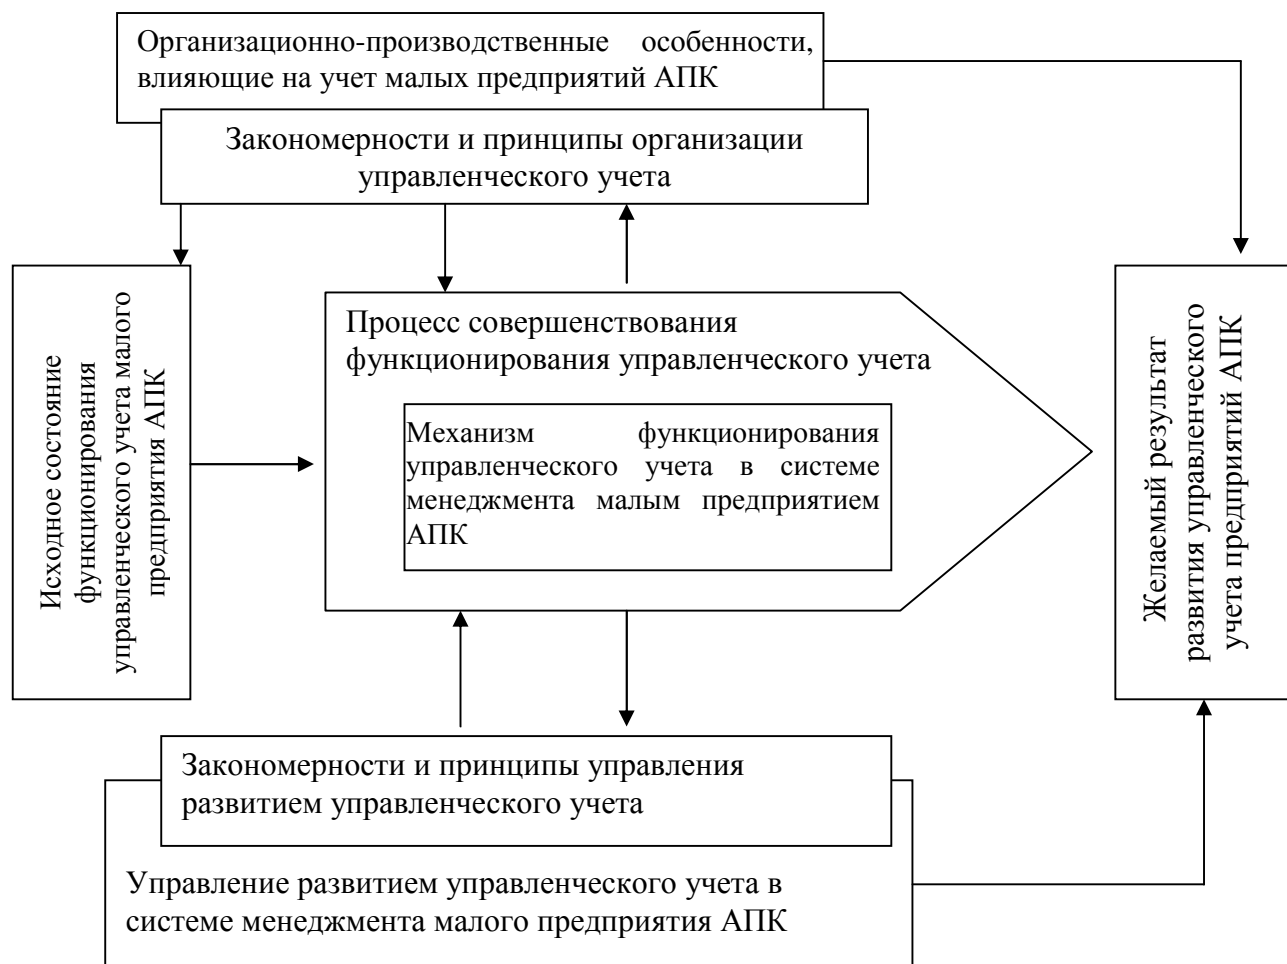 Организационно-производственные особенности,
влияющие на учет малых предприятий АПК
Закономерности и принципы организации
управленческого учета
Исходное состояние
функционирования
управленческого учета малого
предприятия АПК
Процесс совершенствования
функционирования управленческого учета
Механизм функционирования
управленческого учета в системе
менеджмента малым предприятием
АПК
Желаемый результат
развития управленческого
учета предприятий АПК
Закономерности и принципы управления
развитием управленческого учета
Управление развитием управленческого учета в
системе менеджмента малого предприятия АПК